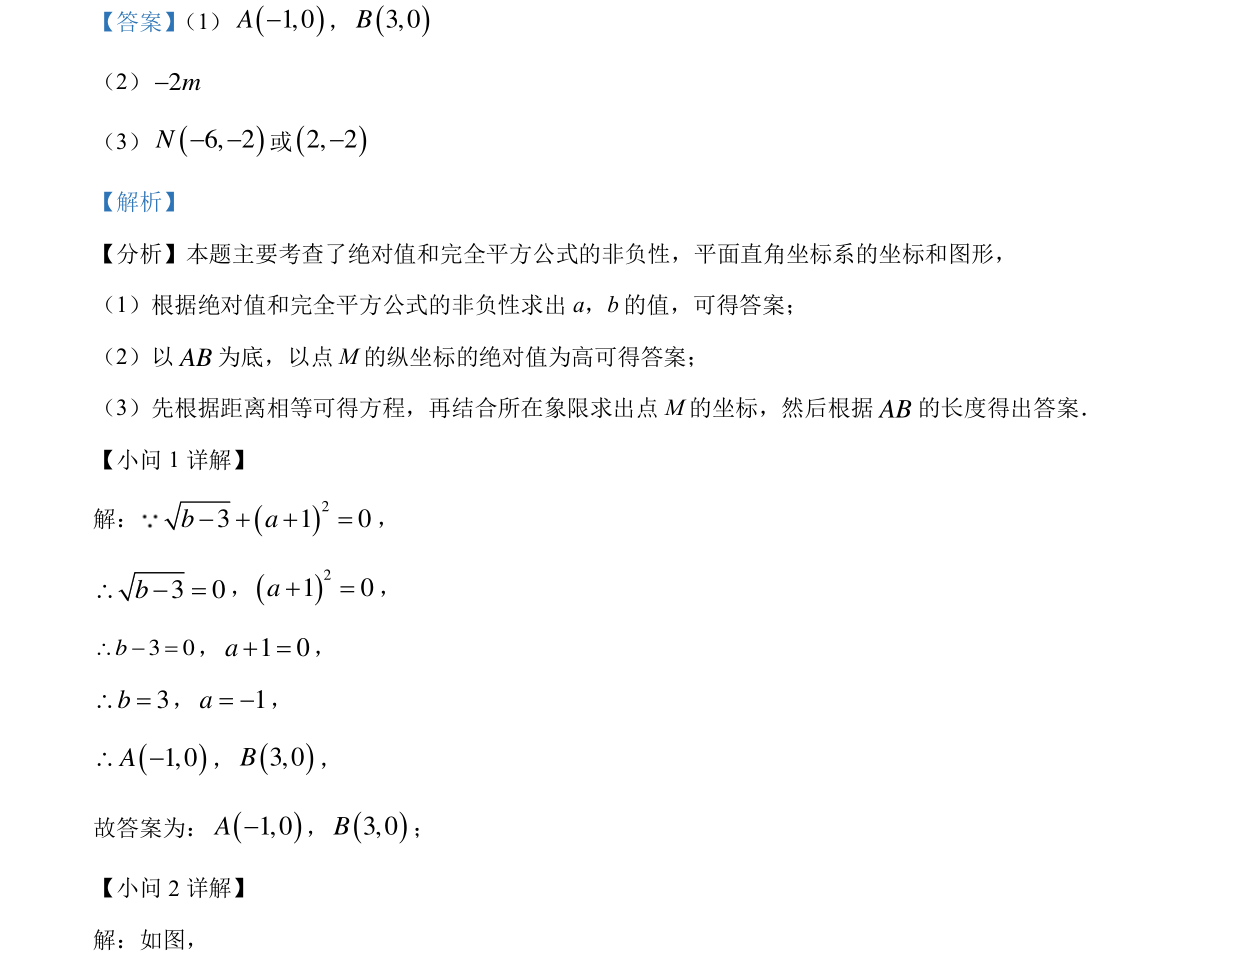 【答案】（1）A(−1,0)，B(3,0)
（2）−2m
（3）N(−6,−2)或(2,−2)
【解析】
【分析】本题主要考查了绝对值和完全平方公式的非负性，平面直角坐标系的坐标和图形，
（1）根据绝对值和完全平方公式的非负性求出 a，b 的值，可得答案；
（2）以 AB 为底，以点 M 的纵坐标的绝对值为高可得答案；
（3）先根据距离相等可得方程，再结合所在象限求出点 M 的坐标，然后根据 AB 的长度得出答案．
【小问 1 详解】
解：∵√(b−3)+(a+1)²=0，
∴√(b−3)=0，(a+1)²=0，
∴b−3=0，a+1=0，
∴b=3，a=−1，
∴A(−1,0)，B(3,0)，
故答案为：A(−1,0)，B(3,0)；
【小问 2 详解】
解：如图，